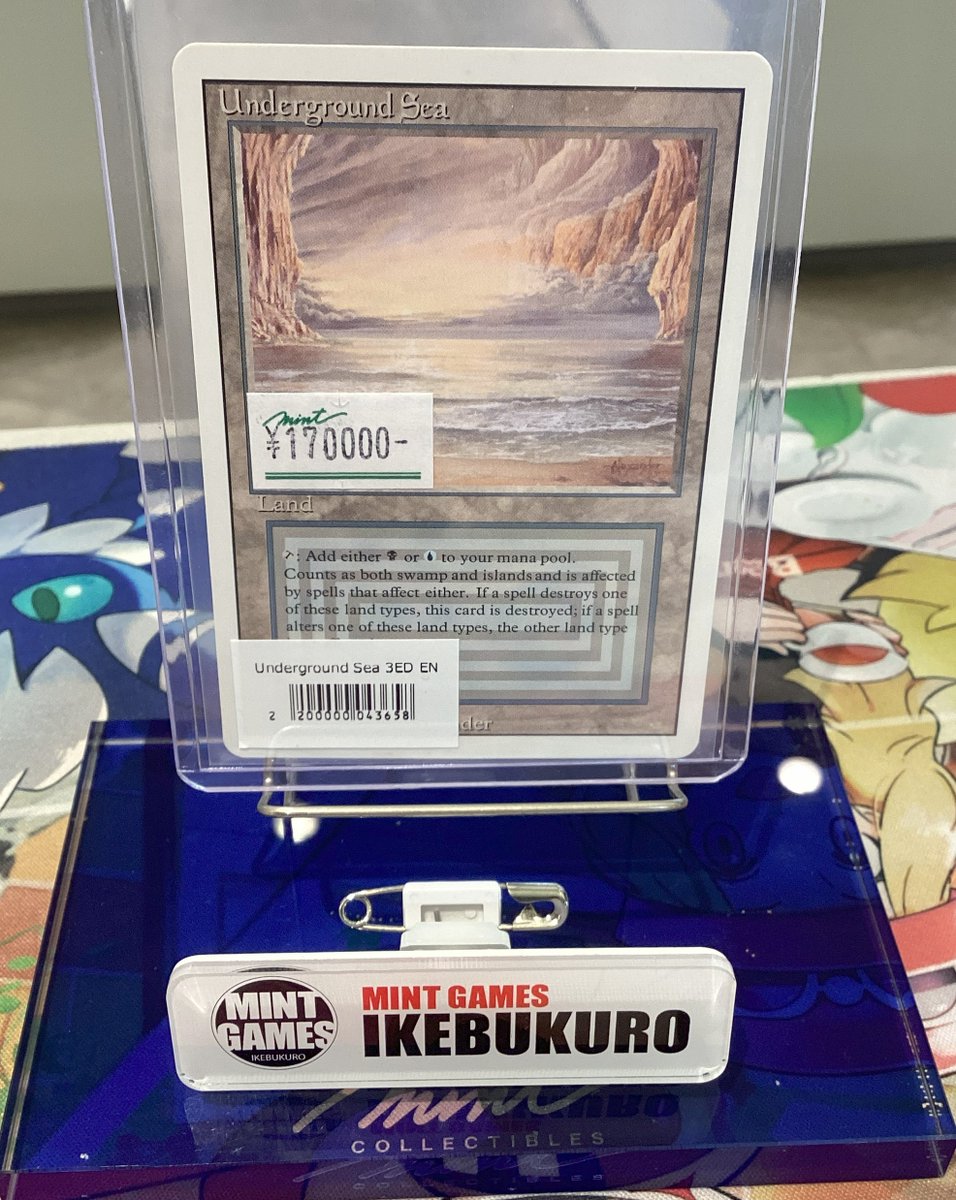 Underground Sea
Alexander
mint
¥170000-
Land
: Add either or to your mana pool.
Counts as both swamp and islands and is affected
by spells that affect either. If a spell destroys one
of these land types, this card is destroyed; if a spell
alters one of these land types, the other land type
Underground Sea 3ED EN
2 200000 043658
nder
MINT
GAMES
IKEBUKURO
MINT GAMES
IKEBUKURO
mint
COLLECTIBLES